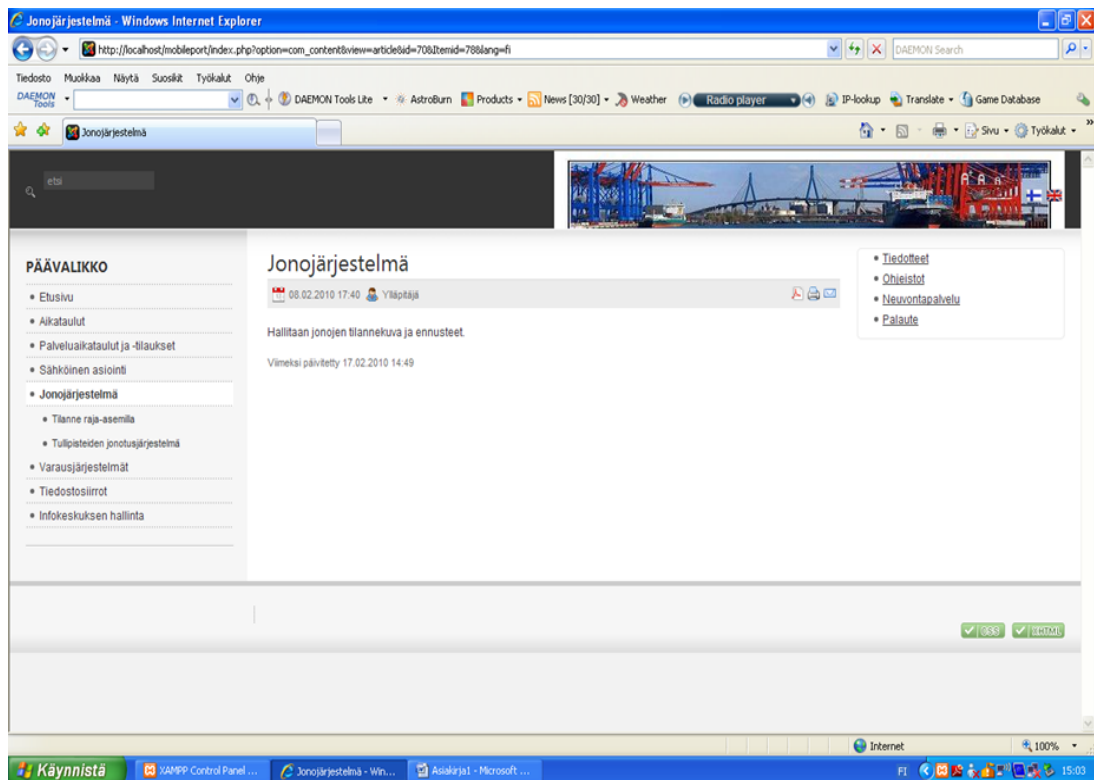 Jonojärjestelmä - Windows Internet Explorer
http://localhost/mobileport/index.php?option=com_content&view=article&id=70&Itemid=78&lang=fi
DAEMON Search
Tiedosto Muokkaa Näytä Suosikit Työkalut Ohje
DAEMON Tools
DAEMON Tools Lite AstroBurn Products News [30/30] Weather Radio player IP-lookup Translate Game Database
Jonojärjestelmä
Sivu Työkalut »
etsi
PÄÄVALIKKO
Etusivu
Aikataulut
Palveluaikataulut ja -tilaukset
Sähköinen asiointi
Jonojärjestelmä
Tilanne raja-asemilla
Tullipisteiden jonotusjärjestelmä
Varausjärjestelmät
Tiedostosiirrot
Infokeskuksen hallinta
Jonojärjestelmä
08.02.2010 17:40 Ylläpitäjä
Hallitaan jonojen tilannekuva ja ennusteet.
Viimeksi päivitetty 17.02.2010 14:49
Tiedotteet
Ohjeistot
Neuvontapalvelu
Palaute
CSS XHTML
Internet 100%
Käynnistä XAMPP Control Panel ... Jonojärjestelmä - Win... Asiakirja1 - Microsoft ... FI 15:03